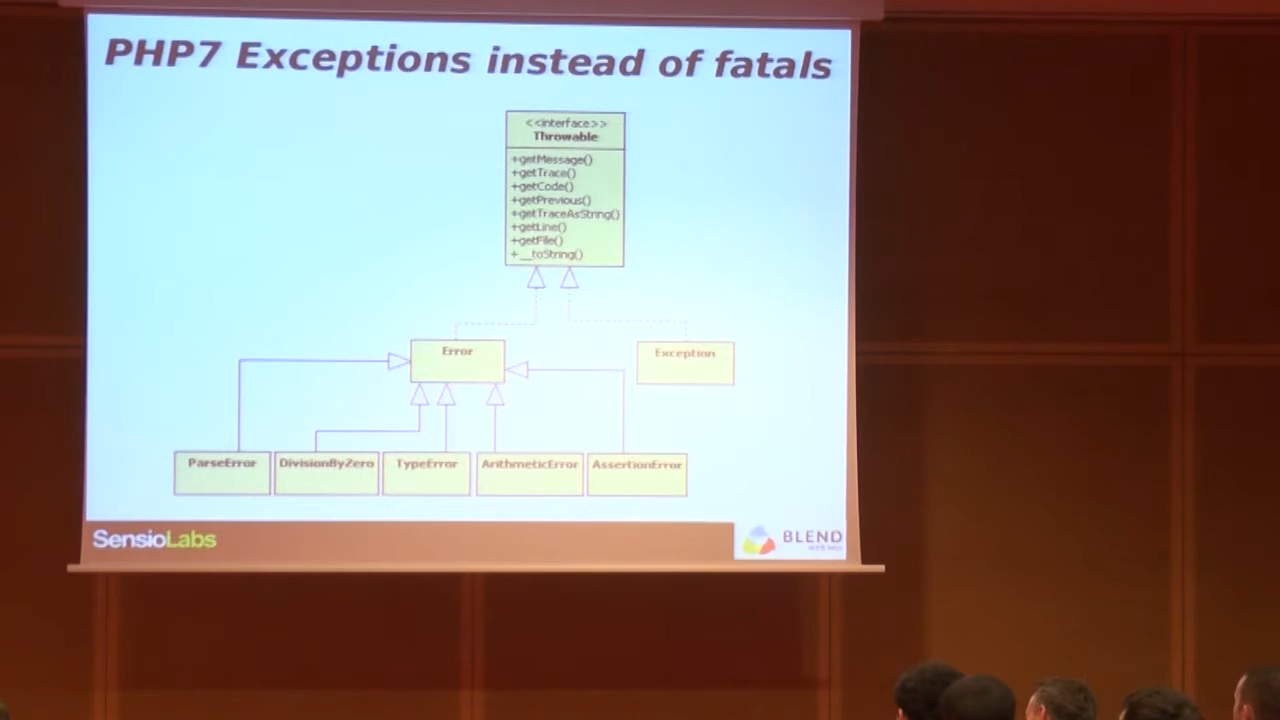 PHP7 Exceptions instead of fatals
<<interface>>
Throwable
+getMessage()
+getTrace()
+getCode()
+getPrevious()
+getTraceAsString()
+getLine()
+getFile()
+__toString()
Error
Exception
ParseError
DivisionByZero
TypeError
ArithmeticError
AssertionError
SensioLabs
BLEND